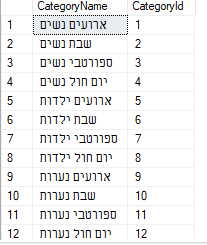 CategoryName CategoryId
1 ארועים נשים 1
2 שבת נשים 2
3 ספורטבי נשים 3
4 יום חול נשים 4
5 ארועים ילדות 5
6 שבת ילדות 6
7 ספורטבי ילדות 7
8 יום חול ילדות 8
9 ארועים נערות 9
10 שבת נערות 10
11 ספורטבי נערות 11
12 יום חול נערות 12